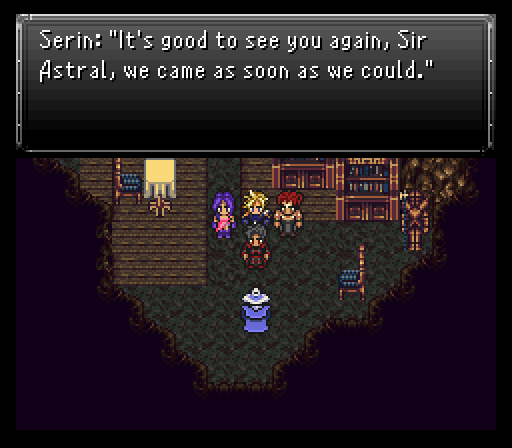 Serin: "It's good to see you again, Sir
Astral, we came as soon as we could."